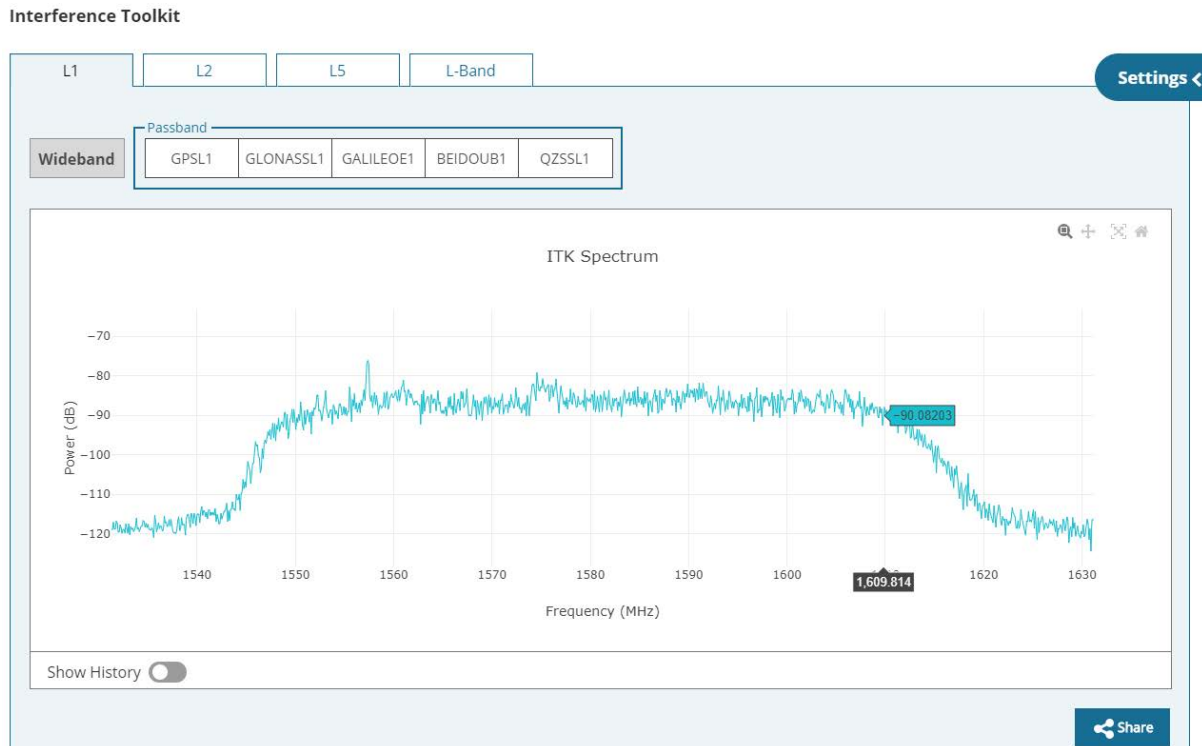 Interference Toolkit
L1 L2 L5 L-Band
Settings
Passband
Wideband GPSL1 GLONASSL1 GALILEOE1 BEIDOUB1 QZSSL1
ITK Spectrum
−70
−80
−90
−100
−110
−120
Power (dB)
−90.08203
1540 1550 1560 1570 1580 1590 1600 1620 1630
1,609.814
Frequency (MHz)
Show History
Share